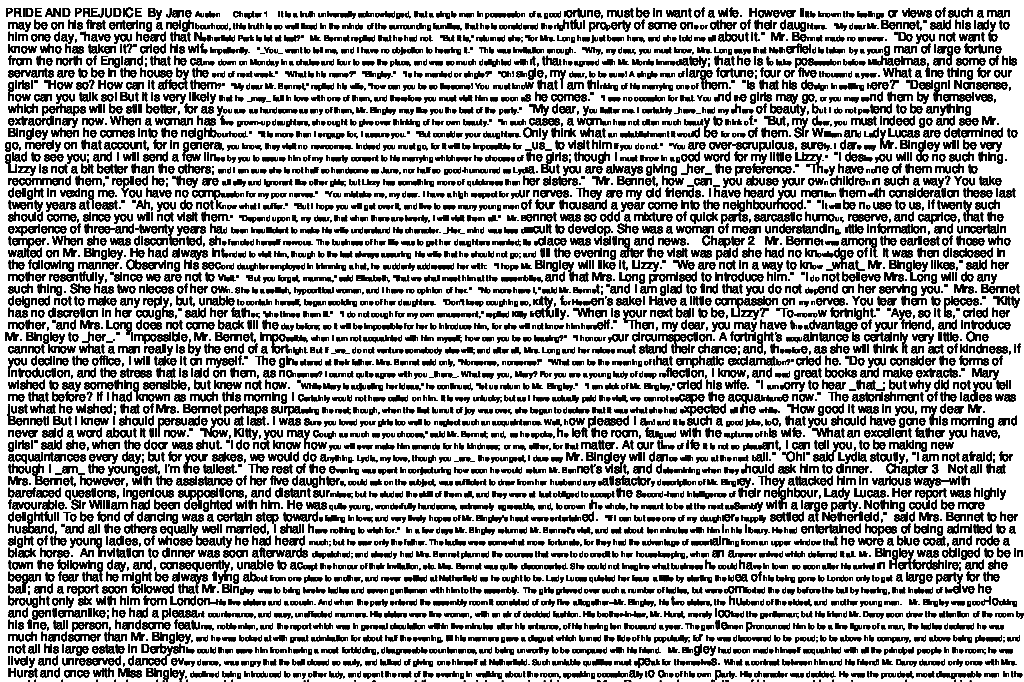 PRIDE AND PREJUDICE By Jane Austen Chapter 1 It is a truth universally acknowledged, that a single man in possession of a good fortune, must be in want of a wife. However little known the feelings or views of such a man
may be on his first entering a neighbourhood, this truth is so well fixed in the minds of the surrounding families, that he is considered the rightful property of some one or other of their daughters. "My dear Mr. Bennet," said his lady to
him one day, "have you heard that Netherfield Park is let at last?" Mr. Bennet replied that he had not. "But it is," returned she; "for Mrs. Long has just been here, and she told me all about it." Mr. Bennet made no answer. "Do you not want to
know who has taken it?" cried his wife impatiently. "_You_ want to tell me, and I have no objection to hearing it." This was invitation enough. "Why, my dear, you must know, Mrs. Long says that Netherfield is taken by a young man of large fortune
from the north of England; that he came down on Monday in a chaise and four to see the place, and was so much delighted with it, that he agreed with Mr. Morris immediately; that he is to take possession before Michaelmas, and some of his
servants are to be in the house by the end of next week." "What is his name?" "Bingley." "Is he married or single?" "Oh! Single, my dear, to be sure! A single man of large fortune; four or five thousand a year. What a fine thing for our
girls!" "How so? How can it affect them?" "My dear Mr. Bennet," replied his wife, "how can you be so tiresome! You must know that I am thinking of his marrying one of them." "Is that his design in settling here?" "Design! Nonsense,
how can you talk so! But it is very likely that he _may_ fall in love with one of them, and therefore you must visit him as soon as he comes." "I see no occasion for that. You and the girls may go, or you may send them by themselves,
which perhaps will be still better, for as you are as handsome as any of them, Mr. Bingley may like you the best of the party." "My dear, you flatter me. I certainly _have_ had my share of beauty, but I do not pretend to be anything
extraordinary now. When a woman has five grown-up daughters, she ought to give over thinking of her own beauty." "In such cases, a woman has not often much beauty to think of." "But, my dear, you must indeed go and see Mr.
Bingley when he comes into the neighbourhood." "It is more than I engage for, I assure you." "But consider your daughters. Only think what an establishment it would be for one of them. Sir William and Lady Lucas are determined to
go, merely on that account, for in general, you know, they visit no newcomers. Indeed you must go, for it will be impossible for _us_ to visit him if you do not." "You are over-scrupulous, surely. I dare say Mr. Bingley will be very
glad to see you; and I will send a few lines by you to assure him of my hearty consent to his marrying whichever he chooses of the girls; though I must throw in a good word for my little Lizzy." "I desire you will do no such thing.
Lizzy is not a bit better than the others; and I am sure she is not half so handsome as Jane, nor half so good-humoured as Lydia. But you are always giving _her_ the preference." "They have none of them much to
recommend them," replied he; "they are all silly and ignorant like other girls; but Lizzy has something more of quickness than her sisters." "Mr. Bennet, how _can_ you abuse your own children in such a way? You take
delight in vexing me. You have no compassion for my poor nerves." "You mistake me, my dear. I have a high respect for your nerves. They are my old friends. I have heard you mention them with consideration these last
twenty years at least." "Ah, you do not know what I suffer." "But I hope you will get over it, and live to see many young men of four thousand a year come into the neighbourhood." "It will be no use to us, if twenty such
should come, since you will not visit them." "Depend upon it, my dear, that when there are twenty, I will visit them all." Mr. Bennet was so odd a mixture of quick parts, sarcastic humour, reserve, and caprice, that the
experience of three-and-twenty years had been insufficient to make his wife understand his character. _Her_ mind was less difficult to develop. She was a woman of mean understanding, little information, and uncertain
temper. When she was discontented, she fancied herself nervous. The business of her life was to get her daughters married; its solace was visiting and news. Chapter 2 Mr. Bennet was among the earliest of those who
waited on Mr. Bingley. He had always intended to visit him, though to the last always assuring his wife that he should not go; and till the evening after the visit was paid she had no knowledge of it. It was then disclosed in
the following manner. Observing his second daughter employed in trimming a hat, he suddenly addressed her with: "I hope Mr. Bingley will like it, Lizzy." "We are not in a way to know _what_ Mr. Bingley likes," said her
mother resentfully, "since we are not to visit." "But you forget, mamma," said Elizabeth, "that we shall meet him at the assemblies, and that Mrs. Long promised to introduce him." "I do not believe Mrs. Long will do any
such thing. She has two nieces of her own. She is a selfish, hypocritical woman, and I have no opinion of her." "No more have I," said Mr. Bennet; "and I am glad to find that you do not depend on her serving you." Mrs. Bennet
deigned not to make any reply, but, unable to contain herself, began scolding one of her daughters. "Don't keep coughing so, Kitty, for Heaven's sake! Have a little compassion on my nerves. You tear them to pieces." "Kitty
has no discretion in her coughs," said her father; "she times them ill." "I do not cough for my own amusement," replied Kitty fretfully. "When is your next ball to be, Lizzy?" "To-morrow fortnight." "Aye, so it is," cried her
mother, "and Mrs. Long does not come back till the day before; so it will be impossible for her to introduce him, for she will not know him herself." "Then, my dear, you may have the advantage of your friend, and introduce
Mr. Bingley to _her_." "Impossible, Mr. Bennet, impossible, when I am not acquainted with him myself; how can you be so teasing?" "I honour your circumspection. A fortnight's acquaintance is certainly very little. One
cannot know what a man really is by the end of a fortnight. But if _we_ do not venture somebody else will; and after all, Mrs. Long and her nieces must stand their chance; and, therefore, as she will think it an act of kindness, if
you decline the office, I will take it on myself." The girls stared at their father. Mrs. Bennet said only, "Nonsense, nonsense!" "What can be the meaning of that emphatic exclamation?" cried he. "Do you consider the forms of
introduction, and the stress that is laid on them, as nonsense? I cannot quite agree with you _there_. What say you, Mary? For you are a young lady of deep reflection, I know, and read great books and make extracts." Mary
wished to say something sensible, but knew not how. "While Mary is adjusting her ideas," he continued, "let us return to Mr. Bingley." "I am sick of Mr. Bingley," cried his wife. "I am sorry to hear _that_; but why did not you tell
me that before? If I had known as much this morning I certainly would not have called on him. It is very unlucky; but as I have actually paid the visit, we cannot escape the acquaintance now." The astonishment of the ladies was
just what he wished; that of Mrs. Bennet perhaps surpassing the rest; though, when the first tumult of joy was over, she began to declare that it was what she had expected all the while. "How good it was in you, my dear Mr.
Bennet! But I knew I should persuade you at last. I was sure you loved your girls too well to neglect such an acquaintance. Well, how pleased I am! and it is such a good joke, too, that you should have gone this morning and
never said a word about it till now." "Now, Kitty, you may cough as much as you choose," said Mr. Bennet; and, as he spoke, he left the room, fatigued with the raptures of his wife. "What an excellent father you have,
girls!" said she, when the door was shut. "I do not know how you will ever make him amends for his kindness; or me, either, for that matter. At our time of life it is not so pleasant, I can tell you, to be making new
acquaintances every day; but for your sakes, we would do anything. Lydia, my love, though you _are_ the youngest, I dare say Mr. Bingley will dance with you at the next ball." "Oh!" said Lydia stoutly, "I am not afraid; for
though I _am_ the youngest, I'm the tallest." The rest of the evening was spent in conjecturing how soon he would return Mr. Bennet's visit, and determining when they should ask him to dinner. Chapter 3 Not all that
Mrs. Bennet, however, with the assistance of her five daughters, could ask on the subject, was sufficient to draw from her husband any satisfactory description of Mr. Bingley. They attacked him in various ways--with
barefaced questions, ingenious suppositions, and distant surmises; but he eluded the skill of them all, and they were at last obliged to accept the second-hand intelligence of their neighbour, Lady Lucas. Her report was highly
favourable. Sir William had been delighted with him. He was quite young, wonderfully handsome, extremely agreeable, and, to crown the whole, he meant to be at the next assembly with a large party. Nothing could be more
delightful! To be fond of dancing was a certain step towards falling in love; and very lively hopes of Mr. Bingley's heart were entertained. "If I can but see one of my daughters happily settled at Netherfield," said Mrs. Bennet to her
husband, "and all the others equally well married, I shall have nothing to wish for." In a few days Mr. Bingley returned Mr. Bennet's visit, and sat about ten minutes with him in his library. He had entertained hopes of being admitted to a
sight of the young ladies, of whose beauty he had heard much; but he saw only the father. The ladies were somewhat more fortunate, for they had the advantage of ascertaining from an upper window that he wore a blue coat, and rode a
black horse. An invitation to dinner was soon afterwards dispatched; and already had Mrs. Bennet planned the courses that were to do credit to her housekeeping, when an answer arrived which deferred it all. Mr. Bingley was obliged to be in
town the following day, and, consequently, unable to accept the honour of their invitation, etc. Mrs. Bennet was quite disconcerted. She could not imagine what business he could have in town so soon after his arrival in Hertfordshire; and she
began to fear that he might be always flying about from one place to another, and never settled at Netherfield as he ought to be. Lady Lucas quieted her fears a little by starting the idea of his being gone to London only to get a large party for the
ball; and a report soon followed that Mr. Bingley was to bring twelve ladies and seven gentlemen with him to the assembly. The girls grieved over such a number of ladies, but were comforted the day before the ball by hearing, that instead of twelve he
brought only six with him from London--his five sisters and a cousin. And when the party entered the assembly room it consisted of only five altogether--Mr. Bingley, his two sisters, the husband of the eldest, and another young man. Mr. Bingley was good-looking
and gentlemanlike; he had a pleasant countenance, and easy, unaffected manners. His sisters were fine women, with an air of decided fashion. His brother-in-law, Mr. Hurst, merely looked the gentleman; but his friend Mr. Darcy soon drew the attention of the room by
his fine, tall person, handsome features, noble mien, and the report which was in general circulation within five minutes after his entrance, of his having ten thousand a year. The gentlemen pronounced him to be a fine figure of a man, the ladies declared he was
much handsomer than Mr. Bingley, and he was looked at with great admiration for about half the evening, till his manners gave a disgust which turned the tide of his popularity; for he was discovered to be proud; to be above his company, and above being pleased; and
not all his large estate in Derbyshire could then save him from having a most forbidding, disagreeable countenance, and being unworthy to be compared with his friend. Mr. Bingley had soon made himself acquainted with all the principal people in the room; he was
lively and unreserved, danced every dance, was angry that the ball closed so early, and talked of giving one himself at Netherfield. Such amiable qualities must speak for themselves. What a contrast between him and his friend! Mr. Darcy danced only once with Mrs.
Hurst and once with Miss Bingley, declined being introduced to any other lady, and spent the rest of the evening in walking about the room, speaking occasionally to one of his own party. His character was decided. He was the proudest, most disagreeable man in the